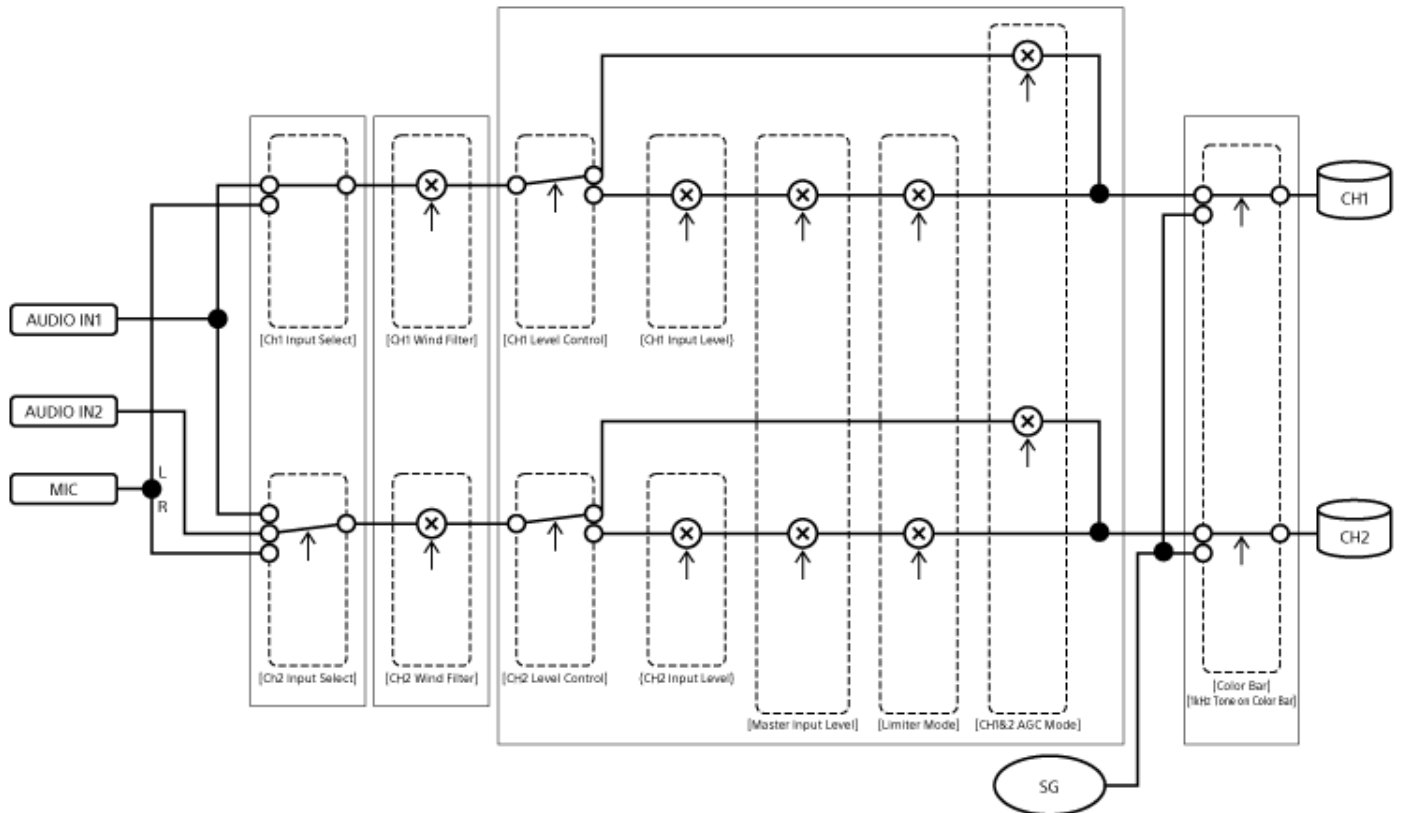 AUDIO IN1
AUDIO IN2
MIC
L
R
[Ch1 Input Select]
[CH1 Wind Filter]
[CH1 Level Control]
[CH1 Input Level}
CH1
[Ch2 Input Select]
[CH2 Wind Filter]
[CH2 Level Control]
{CH2 Input Level}
[Master Input Level]
[Limiter Mode]
[CH1&2 AGC Mode]
[Color Bar]
[1kHz Tone on Color Bar]
CH2
SG